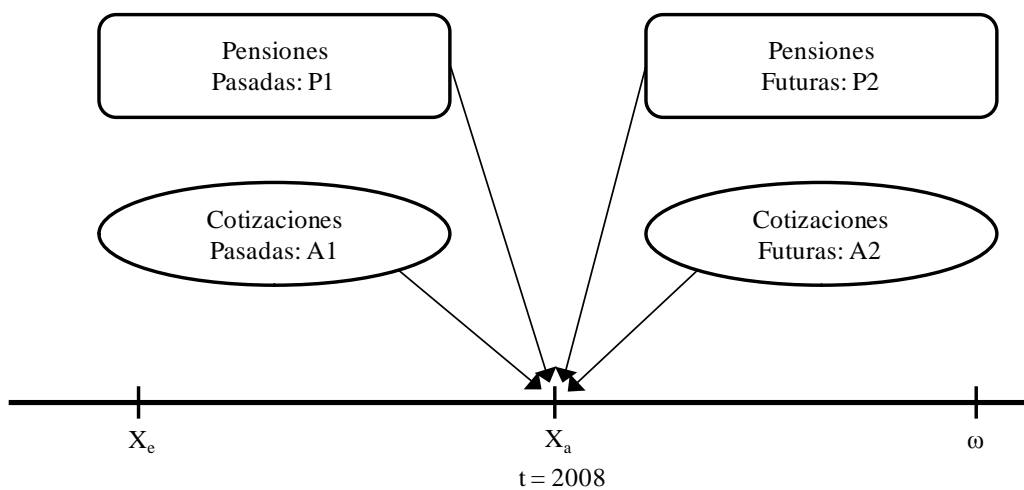 Pensiones
Pasadas: P1
Pensiones
Futuras: P2
Cotizaciones
Pasadas: A1
Cotizaciones
Futuras: A2
Xe
Xa
ω
t = 2008